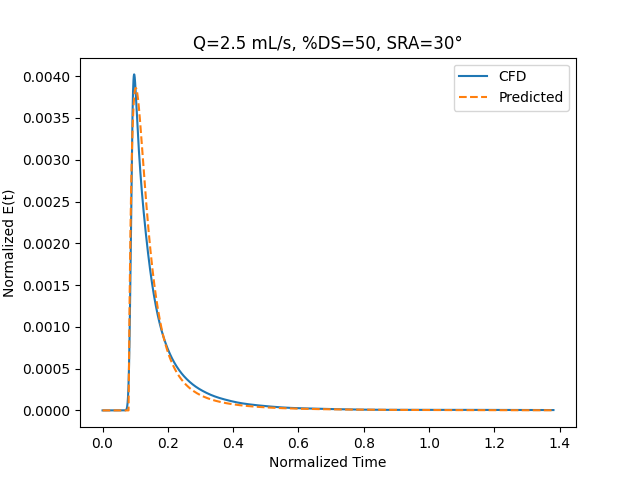 Q=2.5 mL/s, %DS=50, SRA=30°
CFD
Predicted
Normalized E(t)
0.0040
0.0035
0.0030
0.0025
0.0020
0.0015
0.0010
0.0005
0.0000
0.0 0.2 0.4 0.6 0.8 1.0 1.2 1.4
Normalized Time